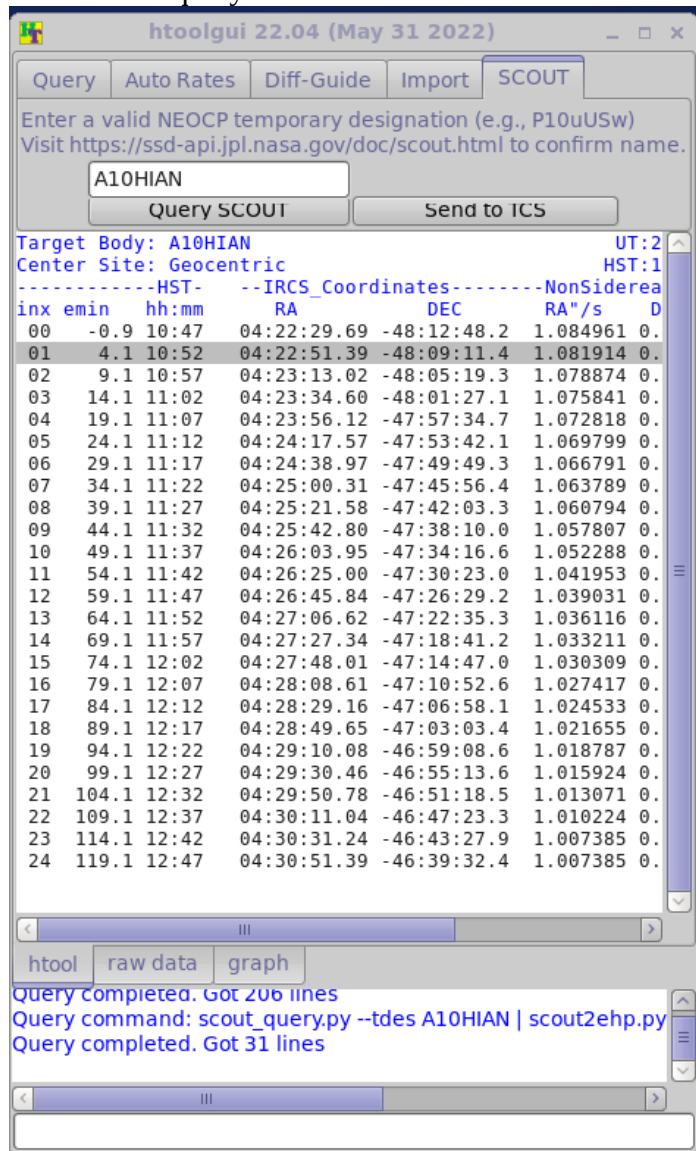 htoolgui 22.04 (May 31 2022)
Query Auto Rates Diff-Guide Import SCOUT
Enter a valid NEOCP temporary designation (e.g., P10uUSw)
Visit https://ssd-api.jpl.nasa.gov/doc/scout.html to confirm name.
A10HIAN
Query SCOUT Send to TCS
Target Body: A10HIAN UT:2
Center Site: Geocentric HST:1
------------HST- --IRCS_Coordinates--------NonSiderea
inx emin hh:mm RA DEC RA"/s D
00 -0.9 10:47 04:22:29.69 -48:12:48.2 1.084961 0.
01 4.1 10:52 04:22:51.39 -48:09:11.4 1.081914 0.
02 9.1 10:57 04:23:13.02 -48:05:19.3 1.078874 0.
03 14.1 11:02 04:23:34.60 -48:01:27.1 1.075841 0.
04 19.1 11:07 04:23:56.12 -47:57:34.7 1.072818 0.
05 24.1 11:12 04:24:17.57 -47:53:42.1 1.069799 0.
06 29.1 11:17 04:24:38.97 -47:49:49.3 1.066791 0.
07 34.1 11:22 04:25:00.31 -47:45:56.4 1.063789 0.
08 39.1 11:27 04:25:21.58 -47:42:03.3 1.060794 0.
09 44.1 11:32 04:25:42.80 -47:38:10.0 1.057807 0.
10 49.1 11:37 04:26:03.95 -47:34:16.6 1.052288 0.
11 54.1 11:42 04:26:25.00 -47:30:23.0 1.041953 0.
12 59.1 11:47 04:26:45.84 -47:26:29.2 1.039031 0.
13 64.1 11:52 04:27:06.62 -47:22:35.3 1.036116 0.
14 69.1 11:57 04:27:27.34 -47:18:41.2 1.033211 0.
15 74.1 12:02 04:27:48.01 -47:14:47.0 1.030309 0.
16 79.1 12:07 04:28:08.61 -47:10:52.6 1.027417 0.
17 84.1 12:12 04:28:29.16 -47:06:58.1 1.024533 0.
18 89.1 12:17 04:28:49.65 -47:03:03.4 1.021655 0.
19 94.1 12:22 04:29:10.08 -46:59:08.6 1.018787 0.
20 99.1 12:27 04:29:30.46 -46:55:13.6 1.015924 0.
21 104.1 12:32 04:29:50.78 -46:51:18.5 1.013071 0.
22 109.1 12:37 04:30:11.04 -46:47:23.3 1.010224 0.
23 114.1 12:42 04:30:31.24 -46:43:27.9 1.007385 0.
24 119.1 12:47 04:30:51.39 -46:39:32.4 1.007385 0.
htool raw data graph
Query completed. Got 206 lines
Query command: scout_query.py --tdes A10HIAN | scout2ehp.py
Query completed. Got 31 lines